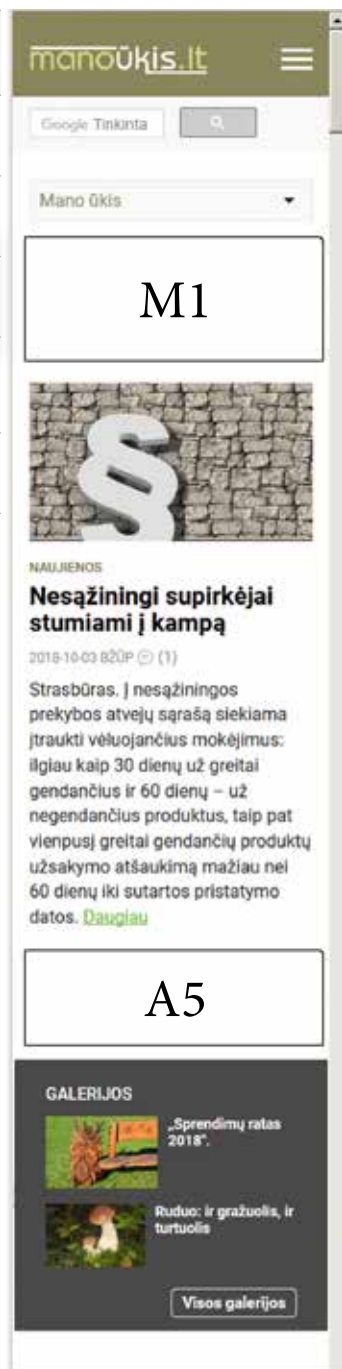 manoūkis.lt
Google Tinkinta
Mano ūkis
M1
NAUJIENOS
Nesąžiningi supirkėjai
stumiami į kampą
2018-10-03 BŽŪP (1)
Strasbūras. Į nesąžiningos
prekybos atvejų sąrašą siekiama
įtraukti vėluojančius mokėjimus:
ilgiau kaip 30 dienų už greitai
gendančius ir 60 dienų – už
negendančius produktus, taip pat
vienpusį greitai gendančių produktų
užsakymo atšaukimą mažiau nei
60 dienų iki sutartos pristatymo
datos. Daugiau
A5
GALERIJOS
„Sprendimų ratas
2018“.
Ruduo: ir gražuolis, ir
turtuolis
Visos galerijos